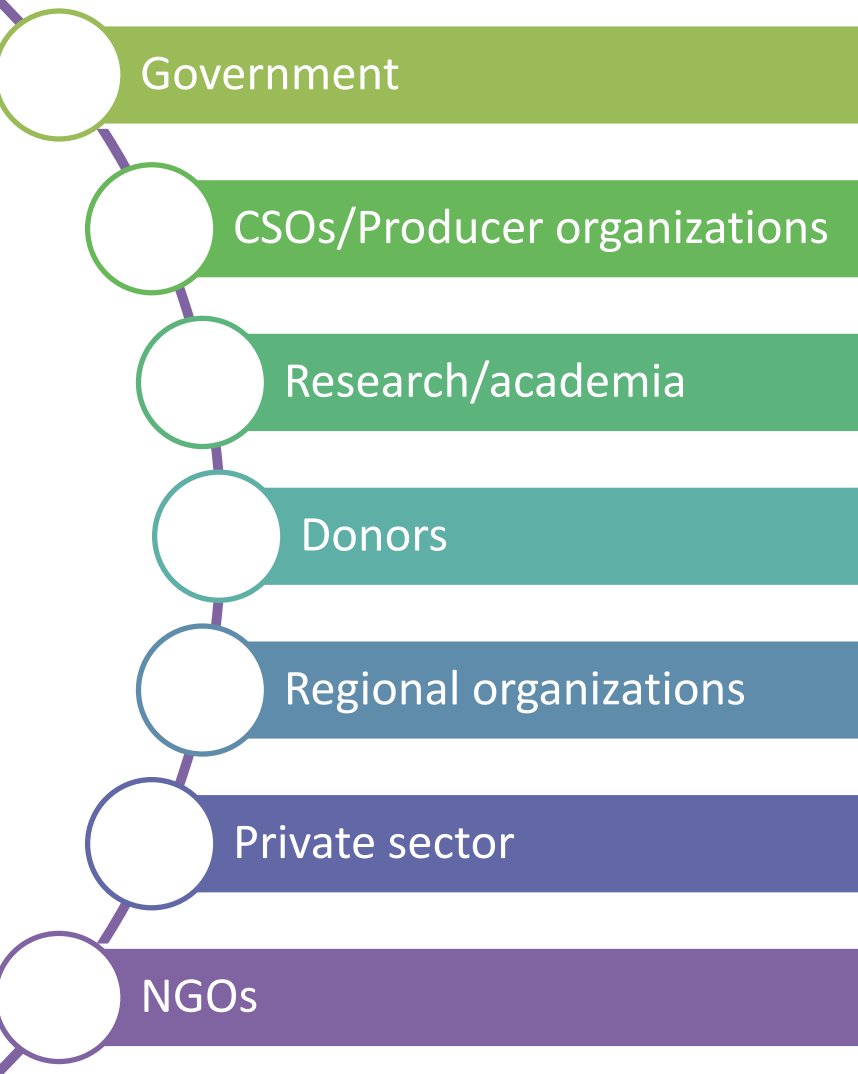 Government
CSOs/Producer organizations
Research/academia
Donors
Regional organizations
Private sector
NGOs